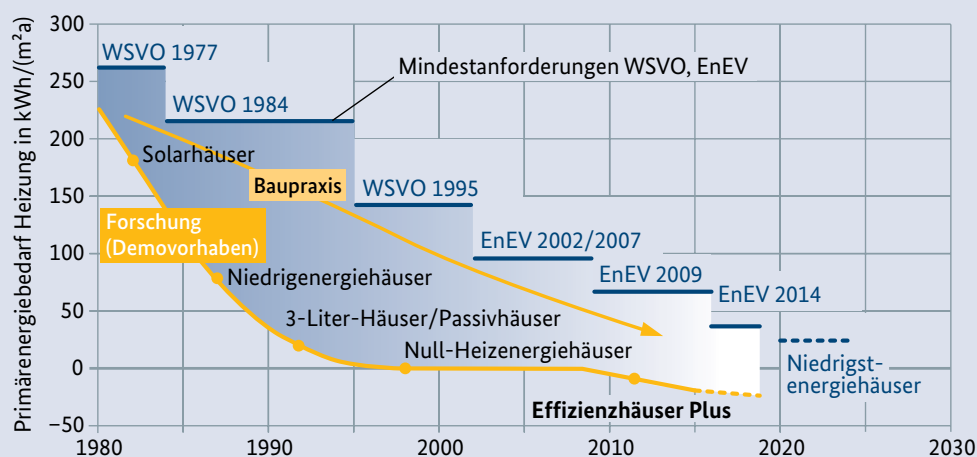 Primärenergiebedarf Heizung in kWh/(m²a)
300
250
200
150
100
50
0
−50
WSVO 1977
Mindestanforderungen WSVO, EnEV
WSVO 1984
Solarhäuser
Baupraxis
WSVO 1995
Forschung
(Demovorhaben)
EnEV 2002/2007
Niedrigenergiehäuser
EnEV 2009
EnEV 2014
3-Liter-Häuser/Passivhäuser
Null-Heizenergiehäuser
Niedrigst-
energiehäuser
Effizienzhäuser Plus
1980
1990
2000
2010
2020
2030